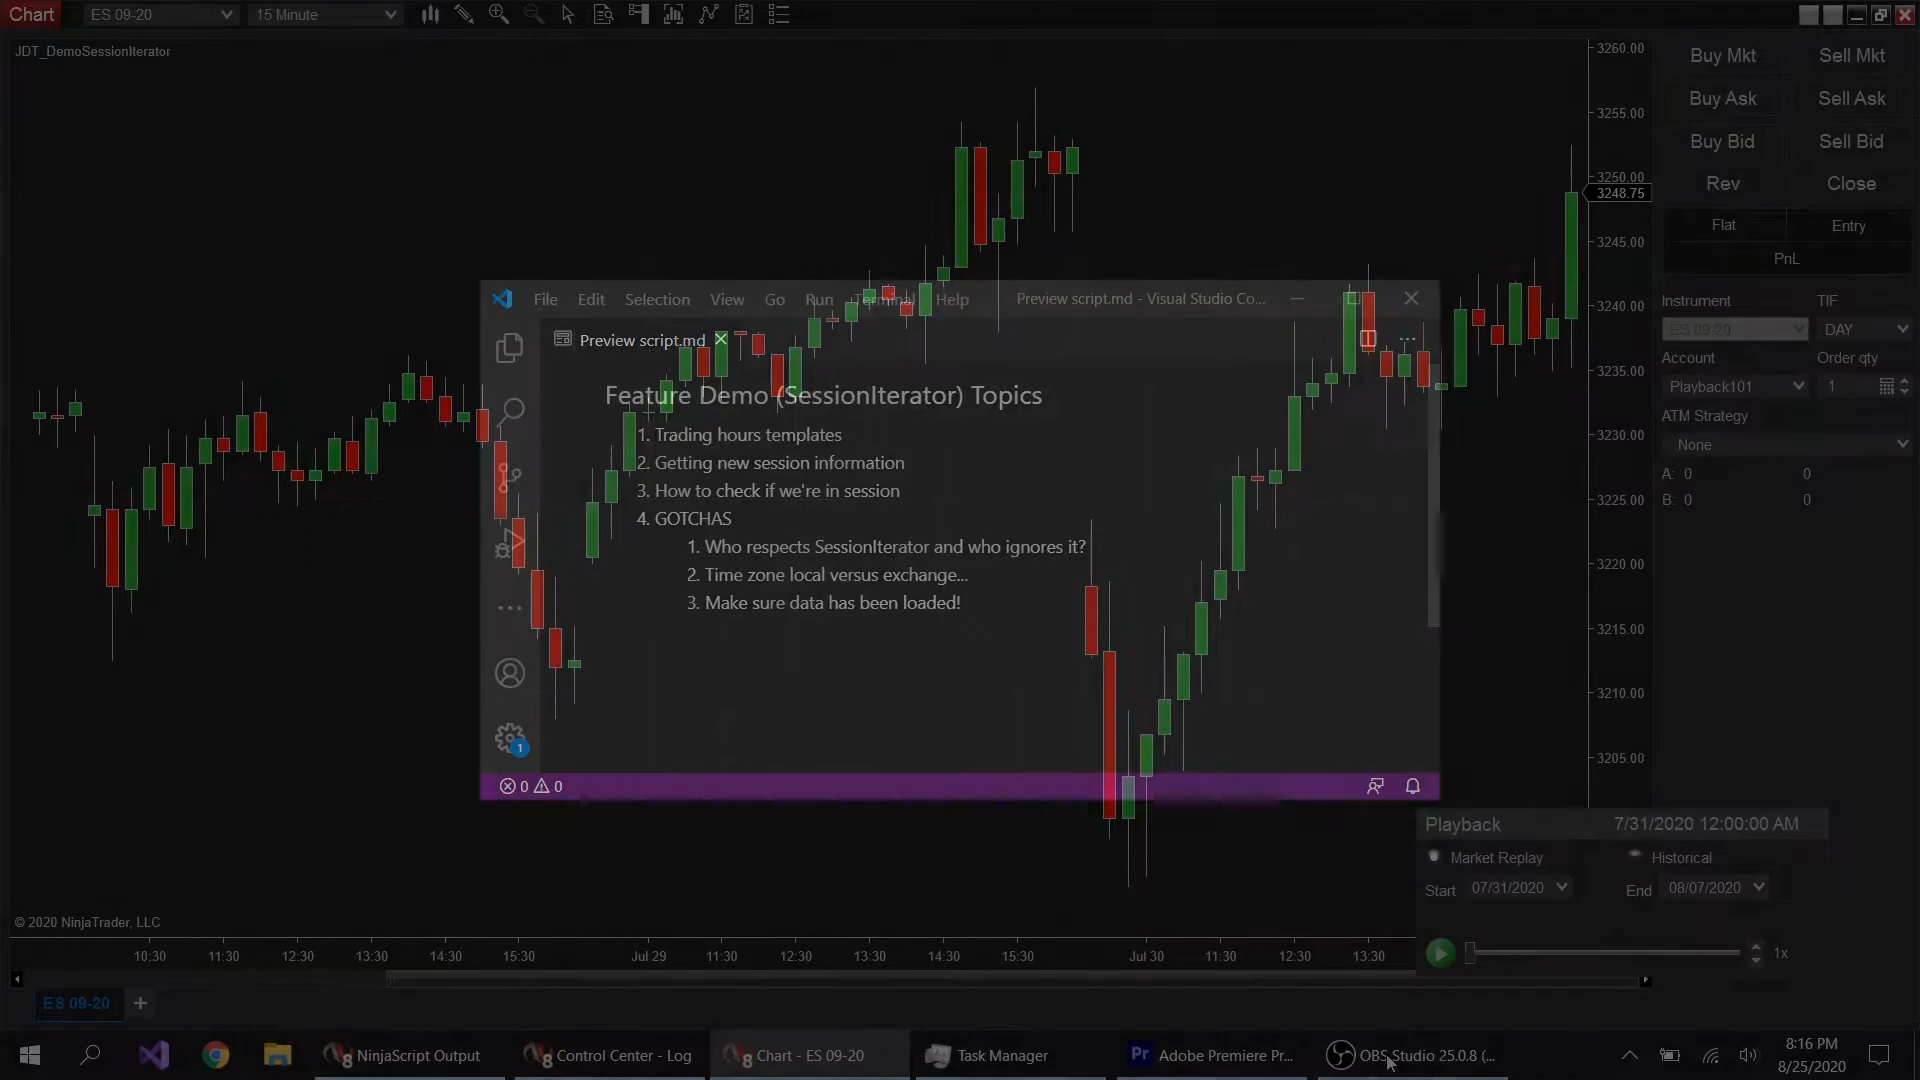 Chart ES 09-20 15 Minute
JDT_DemoSessionIterator
3260.00
3255.00
3250.00
3248.75
3245.00
3240.00
3235.00
3230.00
3225.00
3220.00
3215.00
3210.00
3205.00
Buy Mkt Sell Mkt
Buy Ask Sell Ask
Buy Bid Sell Bid
Rev Close
Flat Entry
PnL
Instrument TIF
ES 09-20 DAY
Account Order qty
Playback101 1
ATM Strategy
None
A: 0 0
B: 0 0
File Edit Selection View Go Run Terminal Help Preview script.md - Visual Studio Co...
Preview script.md
Feature Demo (SessionIterator) Topics
1. Trading hours templates
2. Getting new session information
3. How to check if we're in session
4. GOTCHAS
1. Who respects SessionIterator and who ignores it?
2. Time zone local versus exchange...
3. Make sure data has been loaded!
1
0 0
Playback 7/31/2020 12:00:00 AM
Market Replay Historical
Start 07/31/2020 End 08/07/2020
1x
© 2020 NinjaTrader, LLC
10:30 11:30 12:30 13:30 14:30 15:30 Jul 29 11:30 12:30 13:30 14:30 15:30 Jul 30 11:30 12:30 13:30
ES 09-20 +
8 NinjaScript Output 8 Control Center - Log 8 Chart - ES 09-20 Task Manager Pr Adobe Premiere Pr... OBS Studio 25.0.8 (... 8:16 PM
8/25/2020